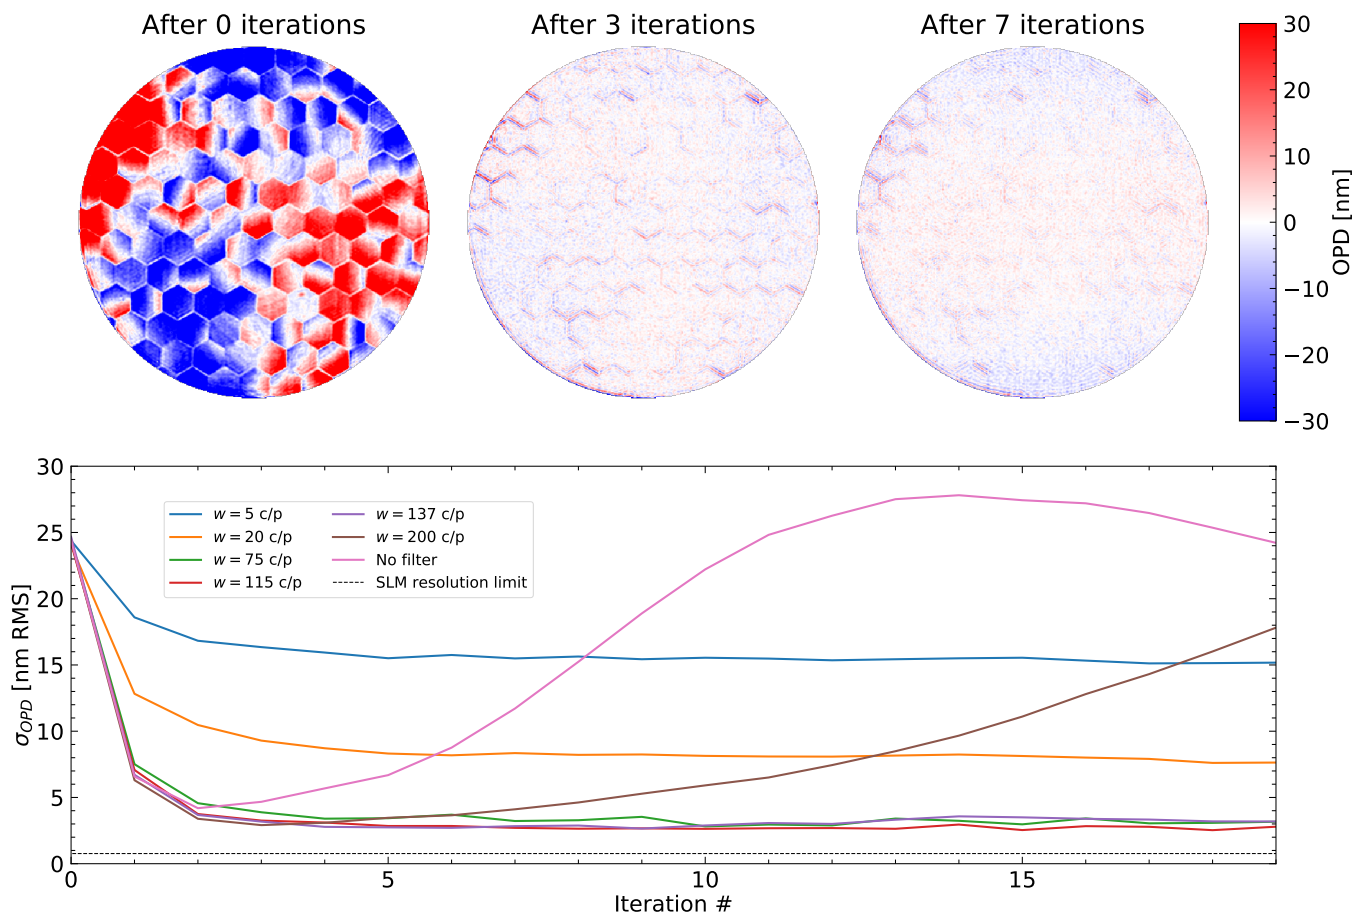 After 0 iterations
After 3 iterations
After 7 iterations
30
20
10
0
−10
−20
−30
OPD [nm]
30
25
20
15
10
5
0
σOPD [nm RMS]
w = 5 c/p
w = 20 c/p
w = 75 c/p
w = 115 c/p
w = 137 c/p
w = 200 c/p
No filter
SLM resolution limit
0
5
10
15
Iteration #